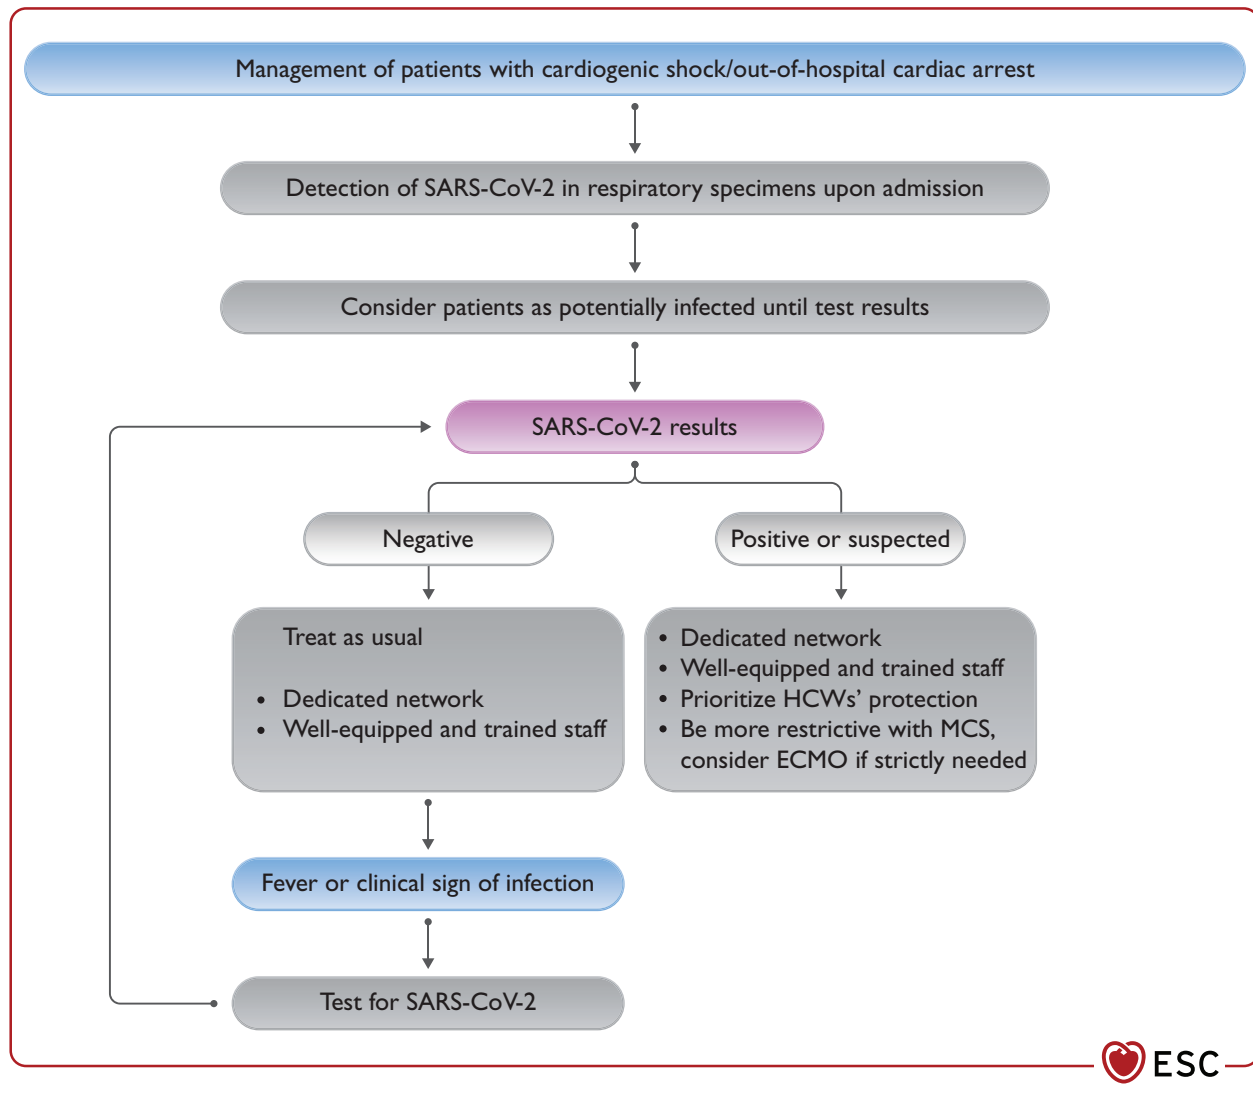 Management of patients with cardiogenic shock/out-of-hospital cardiac arrest
Detection of SARS-CoV-2 in respiratory specimens upon admission
Consider patients as potentially infected until test results
SARS-CoV-2 results
Negative
Positive or suspected
Treat as usual
• Dedicated network
• Well-equipped and trained staff
• Dedicated network
• Well-equipped and trained staff
• Prioritize HCWs’ protection
• Be more restrictive with MCS,
consider ECMO if strictly needed
Fever or clinical sign of infection
Test for SARS-CoV-2
ESC